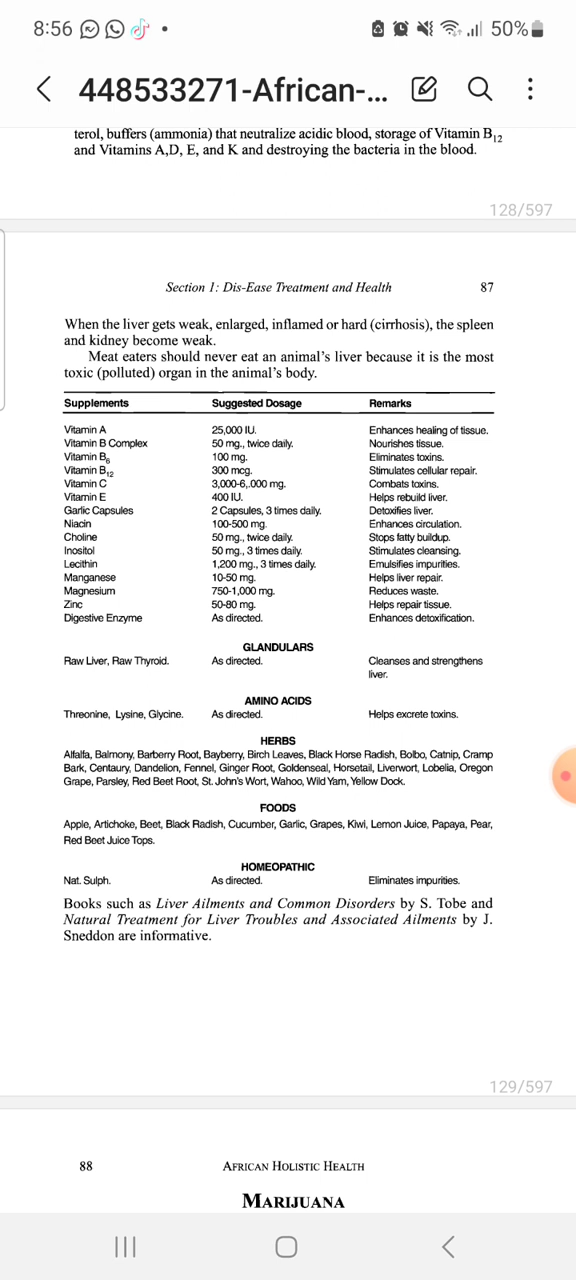 8:56 50%
448533271-African-...
terol, buffers (ammonia) that neutralize acidic blood, storage of Vitamin B12
and Vitamins A,D, E, and K and destroying the bacteria in the blood.
128/597
Section 1: Dis-Ease Treatment and Health 87
When the liver gets weak, enlarged, inflamed or hard (cirrhosis), the spleen
and kidney become weak.
Meat eaters should never eat an animal's liver because it is the most
toxic (polluted) organ in the animal's body.
Supplements Suggested Dosage Remarks
Vitamin A 25,000 IU. Enhances healing of tissue.
Vitamin B Complex 50 mg., twice daily. Nourishes tissue.
Vitamin B6 100 mg. Eliminates toxins.
Vitamin B12 300 mcg. Stimulates cellular repair.
Vitamin C 3,000-6,.000 mg. Combats toxins.
Vitamin E 400 IU. Helps rebuild liver.
Garlic Capsules 2 Capsules, 3 times daily. Detoxifies liver.
Niacin 100-500 mg. Enhances circulation.
Choline 50 mg., twice daily. Stops fatty buildup.
Inositol 50 mg., 3 times daily. Stimulates cleansing.
Lecithin 1,200 mg., 3 times daily. Emulsifies impurities.
Manganese 10-50 mg. Helps liver repair.
Magnesium 750-1,000 mg. Reduces waste.
Zinc 50-80 mg. Helps repair tissue.
Digestive Enzyme As directed. Enhances detoxification.
GLANDULARS
Raw Liver, Raw Thyroid. As directed. Cleanses and strengthens
liver.
AMINO ACIDS
Threonine, Lysine, Glycine. As directed. Helps excrete toxins.
HERBS
Alfalfa, Balmony, Barberry Root, Bayberry, Birch Leaves, Black Horse Radish, Bolbo, Catnip, Cramp
Bark, Centaury, Dandelion, Fennel, Ginger Root, Goldenseal, Horsetail, Liverwort, Lobelia, Oregon
Grape, Parsley, Red Beet Root, St. John's Wort, Wahoo, Wild Yam, Yellow Dock.
FOODS
Apple, Artichoke, Beet, Black Radish, Cucumber, Garlic, Grapes, Kiwi, Lemon Juice, Papaya, Pear,
Red Beet Juice Tops.
HOMEOPATHIC
Nat. Sulph. As directed. Eliminates impurities.
Books such as Liver Ailments and Common Disorders by S. Tobe and
Natural Treatment for Liver Troubles and Associated Ailments by J.
Sneddon are informative.
129/597
88 AFRICAN HOLISTIC HEALTH
MARIJUANA